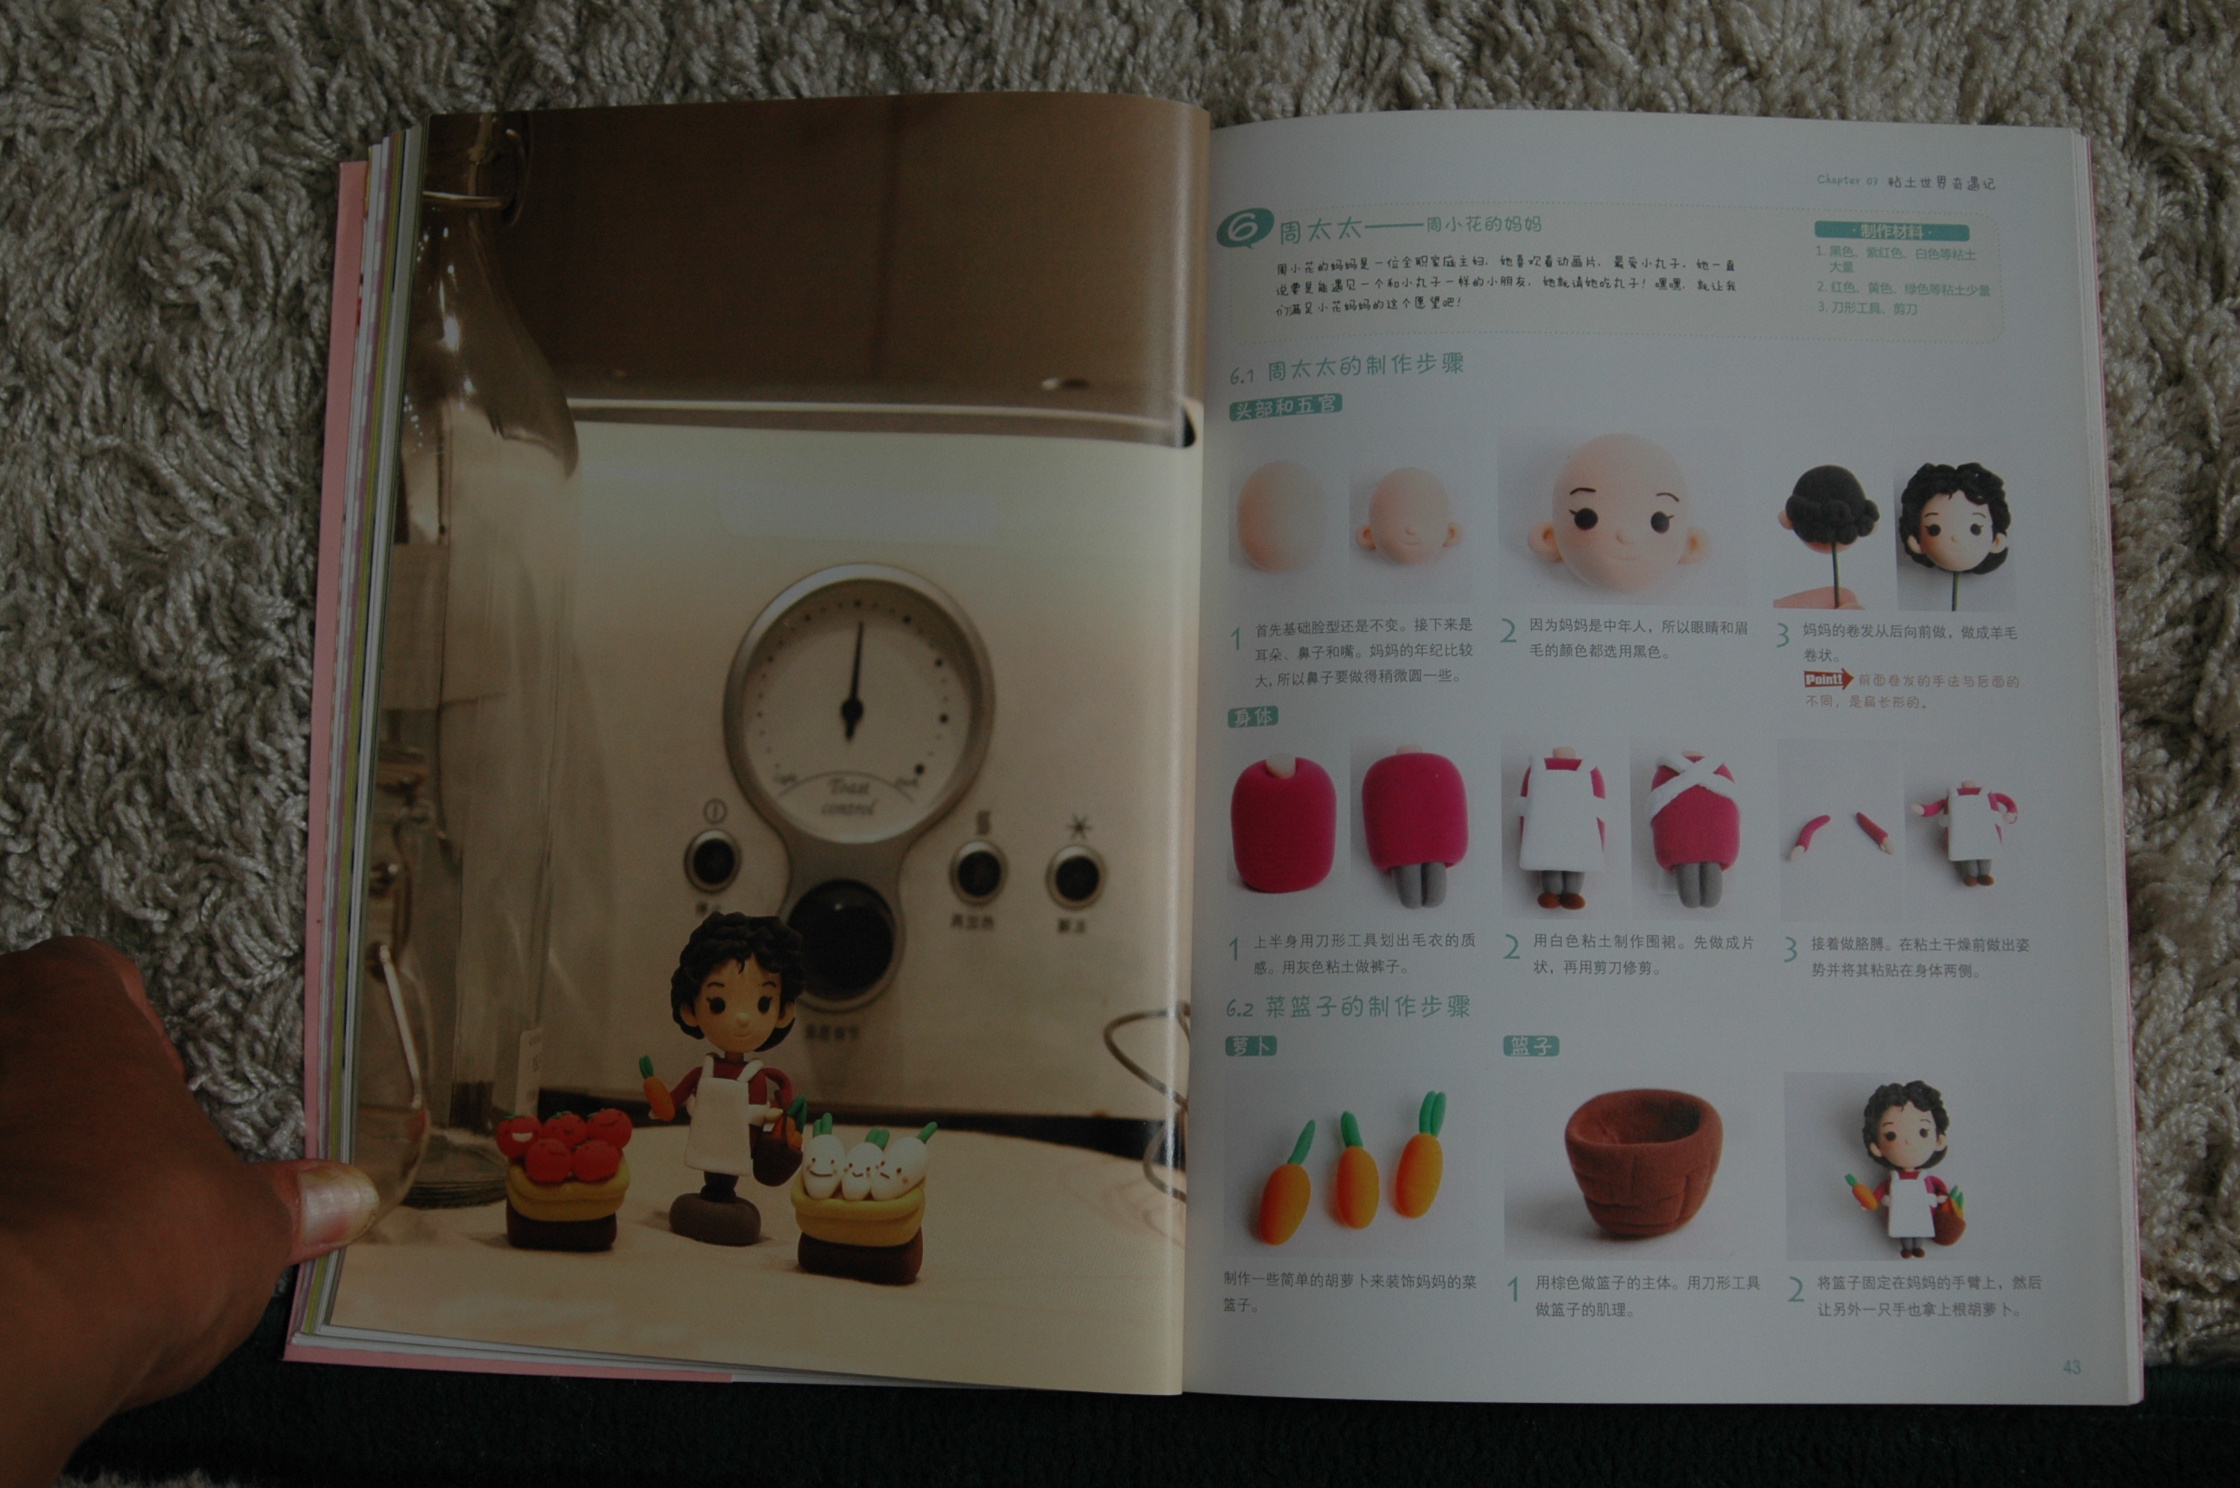 Toast
control
再加热
解冻
Chapter 03 粘土世界奇遇记
6 周太太——周小花的妈妈
周小花的妈妈是一位全职家庭主妇，她喜欢看动画片，最爱小丸子，她一直
说要是能遇见一个和小丸子一样的小朋友，她就请她吃丸子！嘿嘿，就让我
们满足小花妈妈的这个愿望吧！
·制作材料·
1. 黑色、紫红色、白色等粘土
大量
2. 红色、黄色、绿色等粘土少量
3. 刀形工具、剪刀
6.1 周太太的制作步骤
头部和五官
1 首先基础脸型还是不变。接下来是
耳朵、鼻子和嘴。妈妈的年纪比较
大，所以鼻子要做得稍微圆一些。
2 因为妈妈是中年人，所以眼睛和眉
毛的颜色都选用黑色。
3 妈妈的卷发从后向前做，做成羊毛
卷状。
Point! 前面卷发的手法与后面的
不同，是扁长形的。
身体
1 上半身用刀形工具划出毛衣的质
感。用灰色粘土做裤子。
2 用白色粘土制作围裙。先做成片
状，再用剪刀修剪。
3 接着做胳膊。在粘土干燥前做出姿
势并将其粘贴在身体两侧。
6.2 菜篮子的制作步骤
萝卜
制作一些简单的胡萝卜来装饰妈妈的菜
篮子。
篮子
1 用棕色做篮子的主体。用刀形工具
做篮子的肌理。
2 将篮子固定在妈妈的手臂上，然后
让另外一只手也拿上根胡萝卜。
43